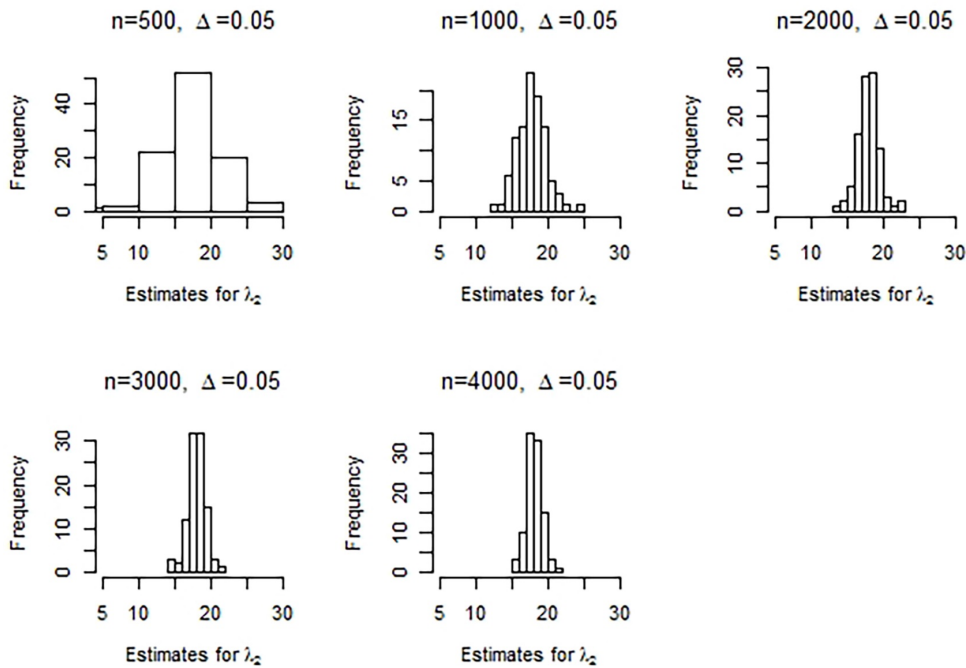 n=500, Δ=0.05
Frequency
0 20 40
5 10 20 30
Estimates for λ₂
n=1000, Δ=0.05
Frequency
0 5 15
5 10 20 30
Estimates for λ₂
n=2000, Δ=0.05
Frequency
0 10 20 30
5 10 20 30
Estimates for λ₂
n=3000, Δ=0.05
Frequency
0 10 20 30
5 10 20 30
Estimates for λ₂
n=4000, Δ=0.05
Frequency
0 10 20 30
5 10 20 30
Estimates for λ₂